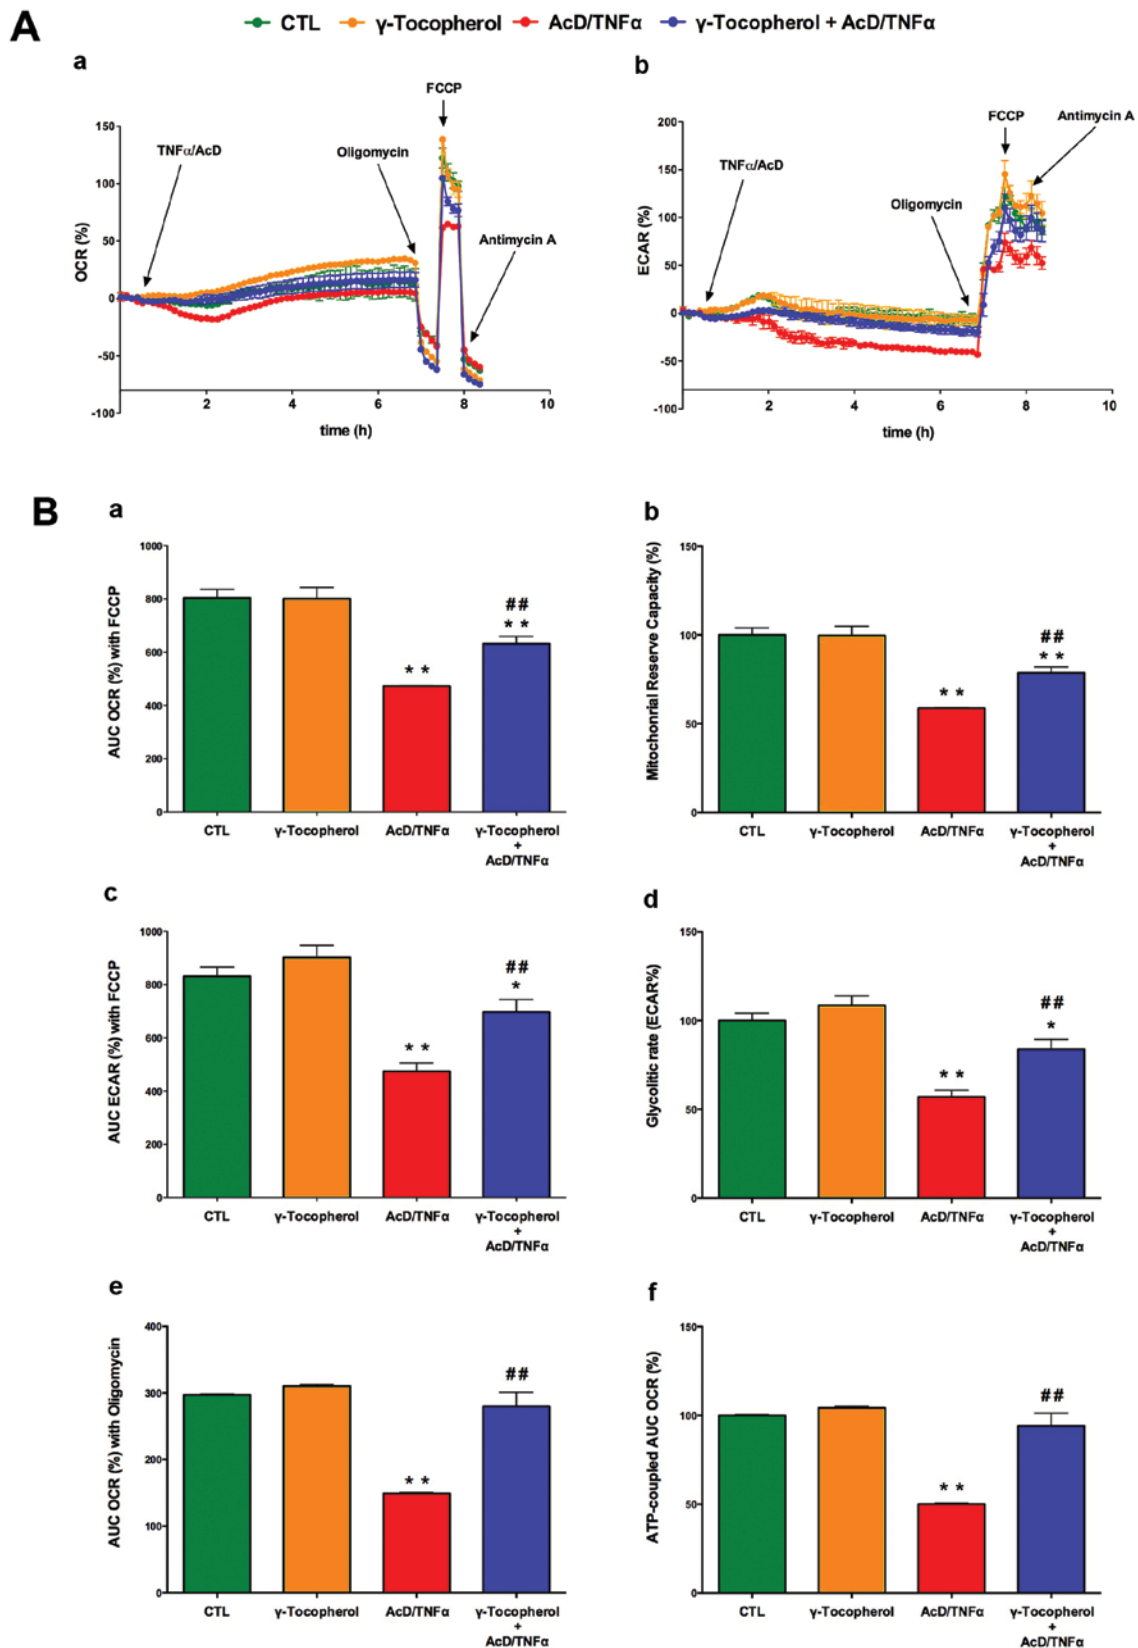 A
CTL γ-Tocopherol AcD/TNFα γ-Tocopherol + AcD/TNFα
a
FCCP
TNFα/AcD
Oligomycin
Antimycin A
OCR (%)
150
100
50
0
-50
-100
2 4 6 8 10
time (h)
b
FCCP
Antimycin A
TNFα/AcD
Oligomycin
ECAR (%)
200
150
100
50
0
-50
-100
2 4 6 8 10
time (h)
B
a
AUC OCR (%) with FCCP
1000
800
600
400
200
0
* *
##
* *
CTL γ-Tocopherol AcD/TNFα γ-Tocopherol
+
AcD/TNFα
b
Mitochonrial Reserve Capacity (%)
150
100
50
0
* *
##
* *
CTL γ-Tocopherol AcD/TNFα γ-Tocopherol
+
AcD/TNFα
c
AUC ECAR (%) with FCCP
1000
800
600
400
200
0
* *
##
*
CTL γ-Tocopherol AcD/TNFα γ-Tocopherol
+
AcD/TNFα
d
Glycolitic rate (ECAR%)
150
100
50
0
* *
##
*
CTL γ-Tocopherol AcD/TNFα γ-Tocopherol
+
AcD/TNFα
e
AUC OCR (%) with Oligomycin
400
300
200
100
0
* *
##
CTL γ-Tocopherol AcD/TNFα γ-Tocopherol
+
AcD/TNFα
f
ATP-coupled AUC OCR (%)
150
100
50
0
* *
##
CTL γ-Tocopherol AcD/TNFα γ-Tocopherol
+
AcD/TNFα